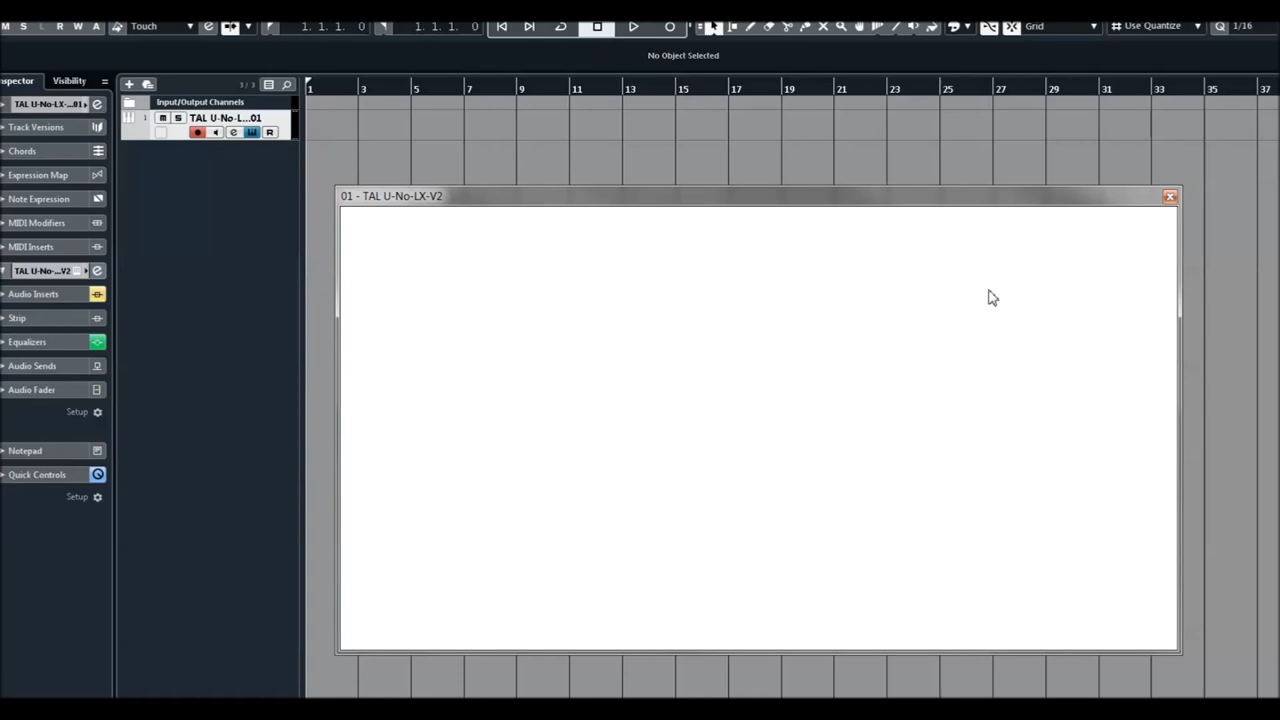 M S L R W A Touch 1. 1. 1. 0 1. 1. 1. 0 Grid Use Quantize Q 1/16
No Object Selected
nspector Visibility 3 / 3 1 3 5 7 9 11 13 15 17 19 21 23 25 27 29 31 33 35 37
TAL U-No-LX-...01 Input/Output Channels
1 m S TAL U-No-L...01
e R
Track Versions
Chords
Expression Map
Note Expression
01 - TAL U-No-LX-V2
MIDI Modifiers
MIDI Inserts
TAL U-No-...V2
Audio Inserts
Strip
Equalizers
Audio Sends
Audio Fader
Setup
Notepad
Quick Controls
Setup